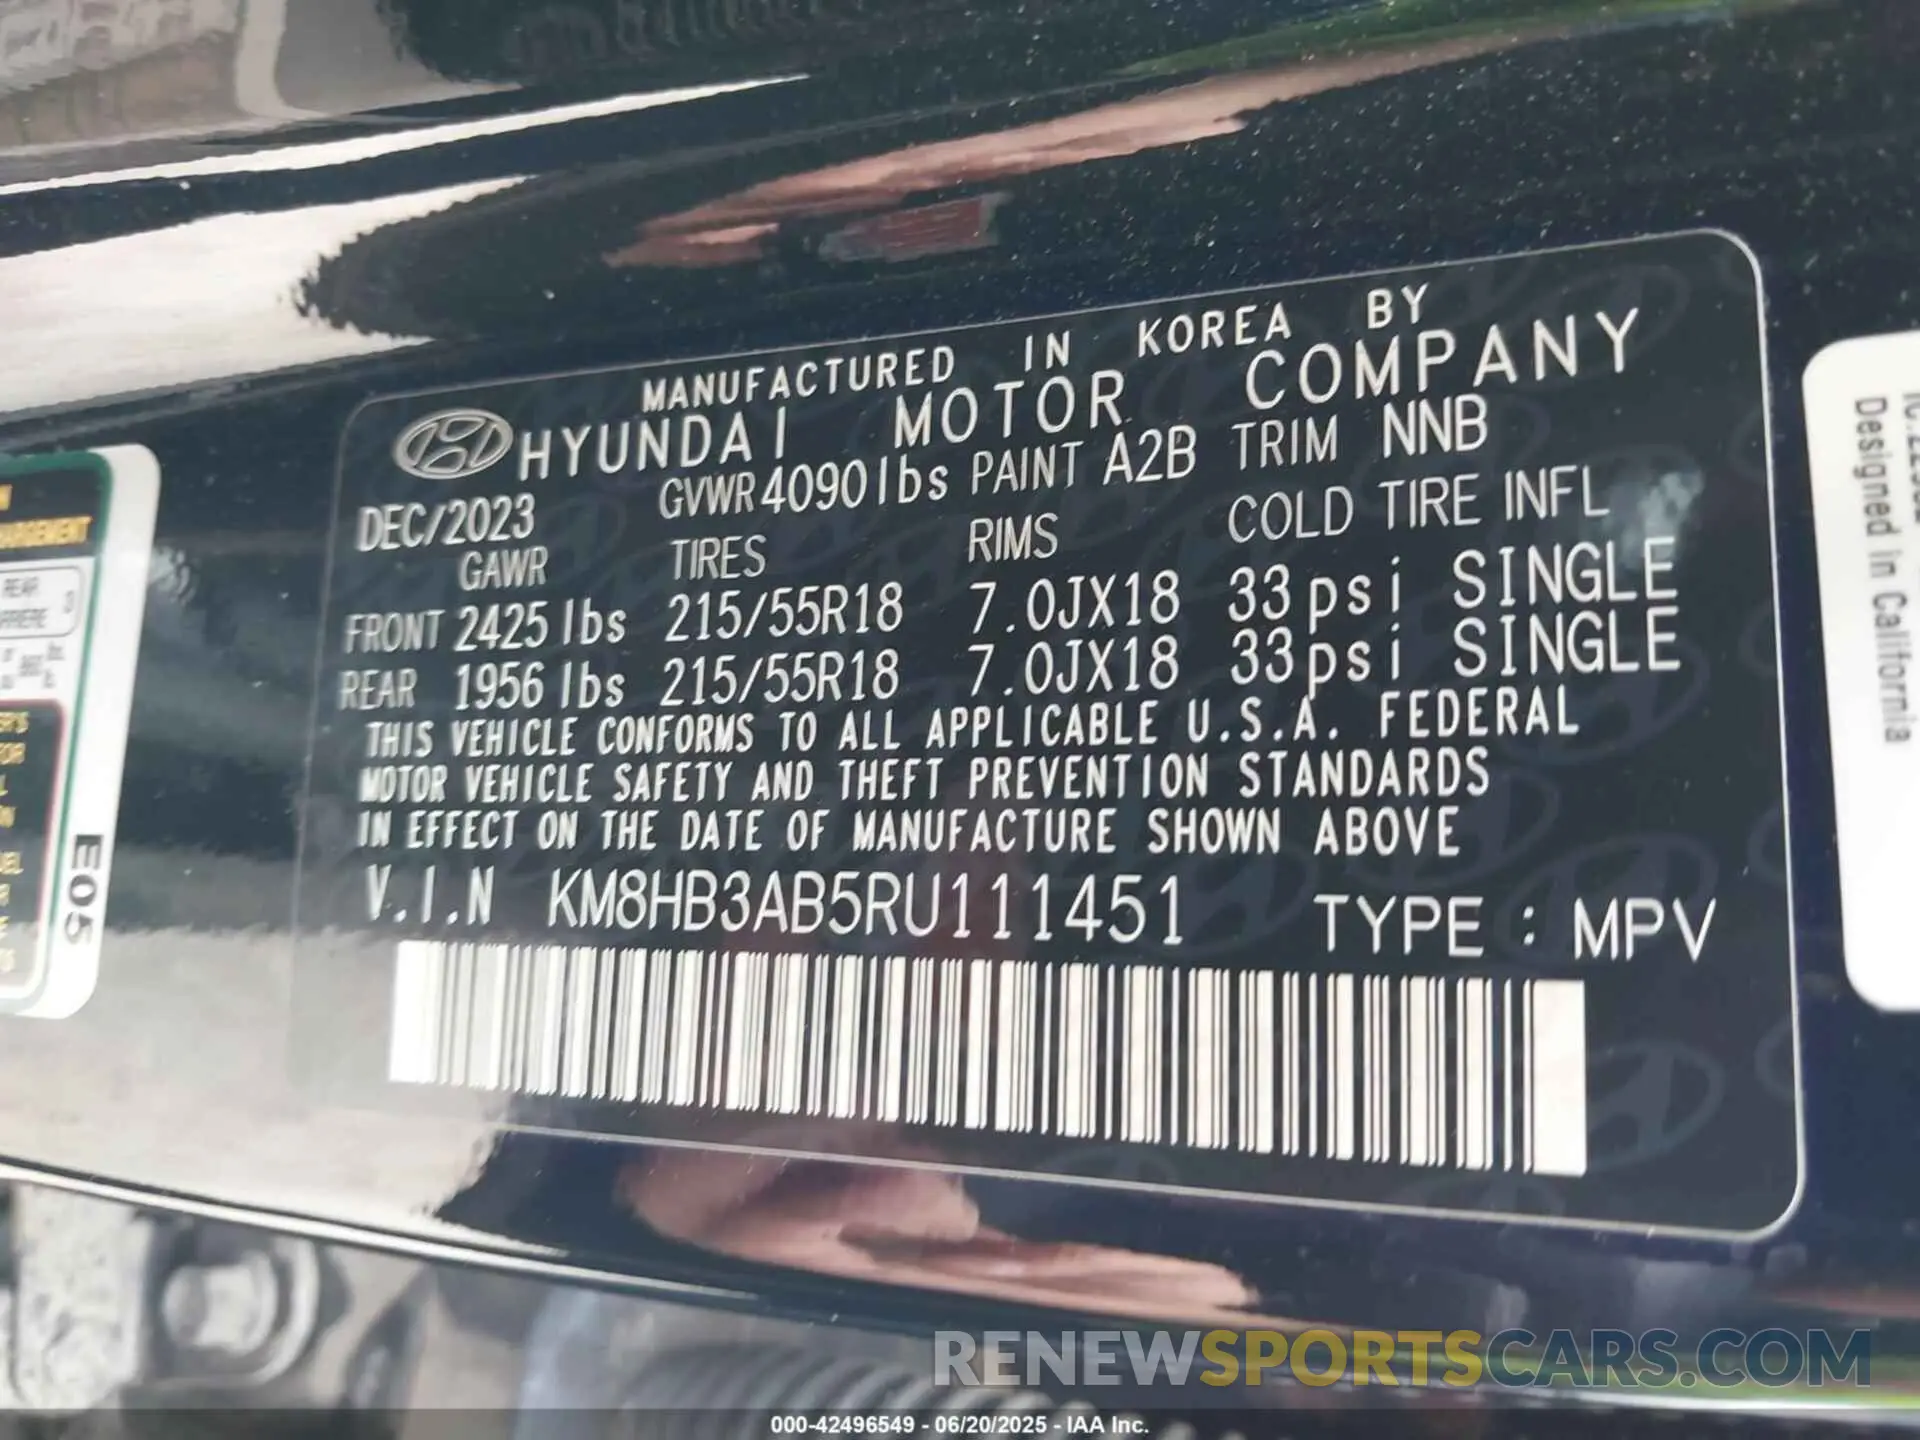 MANUFACTURED IN KOREA BY
HYUNDAI MOTOR COMPANY
DEC/2023 GVWR 4090lbs PAINT A2B TRIM NNB
GAWR TIRES RIMS COLD TIRE INFL
FRONT 2425 lbs 215/55R18 7.0JX18 33psi SINGLE
REAR 1956 lbs 215/55R18 7.0JX18 33psi SINGLE
THIS VEHICLE CONFORMS TO ALL APPLICABLE U.S.A. FEDERAL
MOTOR VEHICLE SAFETY AND THEFT PREVENTION STANDARDS
IN EFFECT ON THE DATE OF MANUFACTURE SHOWN ABOVE
V.I.N KM8HB3AB5RU111451 TYPE : MPV
REAR
E05
Designed in California
RENEWSPORTSCARS.COM
000-42496549 - 06/20/2025 - IAA Inc.